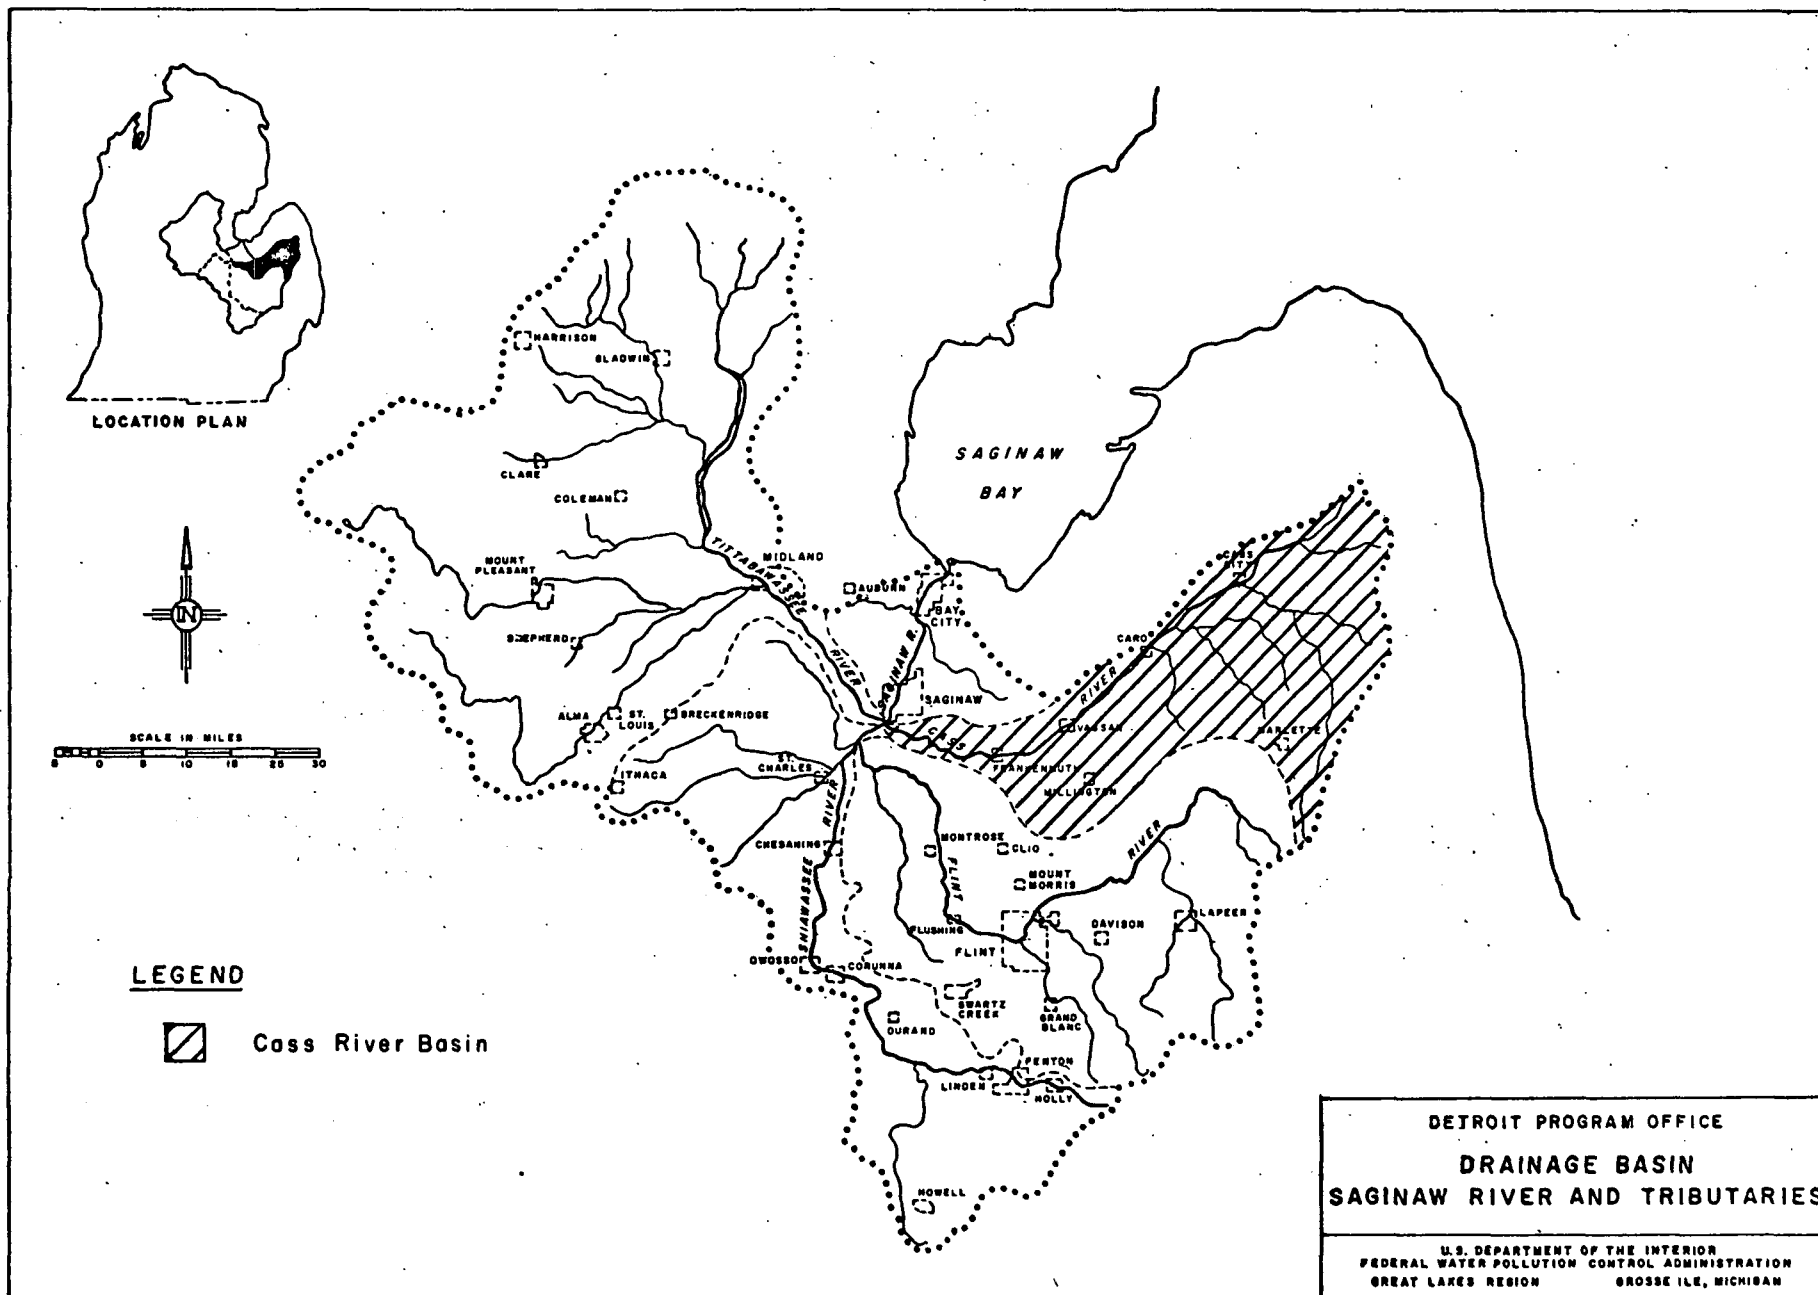 LOCATION PLAN
HARRISON
GLADWIN
CLARE
COLEMAN
SAGINAW
BAY
TITTABAWASSEE
RIVER
MIDLAND
MOUNT
PLEASANT
AUBURN
BAY
CITY
CASS
CITY
SHEPHERD
CARO
N
SAGINAW R.
SAGINAW
RIVER
CASS
VASSAR
MARLETTE
ALMA
ST.
LOUIS
BRECKENRIDGE
SCALE IN MILES
5 0 5 10 15 20 30
ITHACA
ST.
CHARLES
FRANKENMUTH
MILLINGTON
RIVER
SHIAWASSEE
CHESANING
MONTROSE
CLIO
RIVER
FLINT
MOUNT
MORRIS
FLUSHING
FLINT
DAVISON
LAPEER
OWOSSO
CORUNNA
SWARTZ
CREEK
GRAND
BLANC
DURAND
FENTON
LINDEN
HOLLY
HOWELL
LEGEND
Cass River Basin
DETROIT PROGRAM OFFICE
DRAINAGE BASIN
SAGINAW RIVER AND TRIBUTARIES
U.S. DEPARTMENT OF THE INTERIOR
FEDERAL WATER POLLUTION CONTROL ADMINISTRATION
GREAT LAKES REGION GROSSE ILE, MICHIGAN